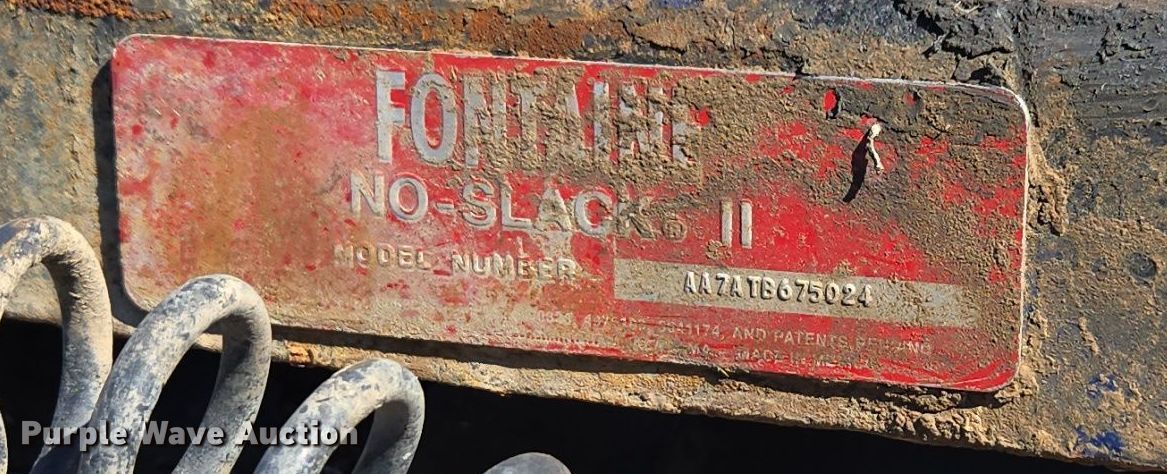 FONTAINE
NO-SLACK® II
MODEL NUMBER AA7ATB675024
AND PATENTS PENDING
Purple Wave Auction